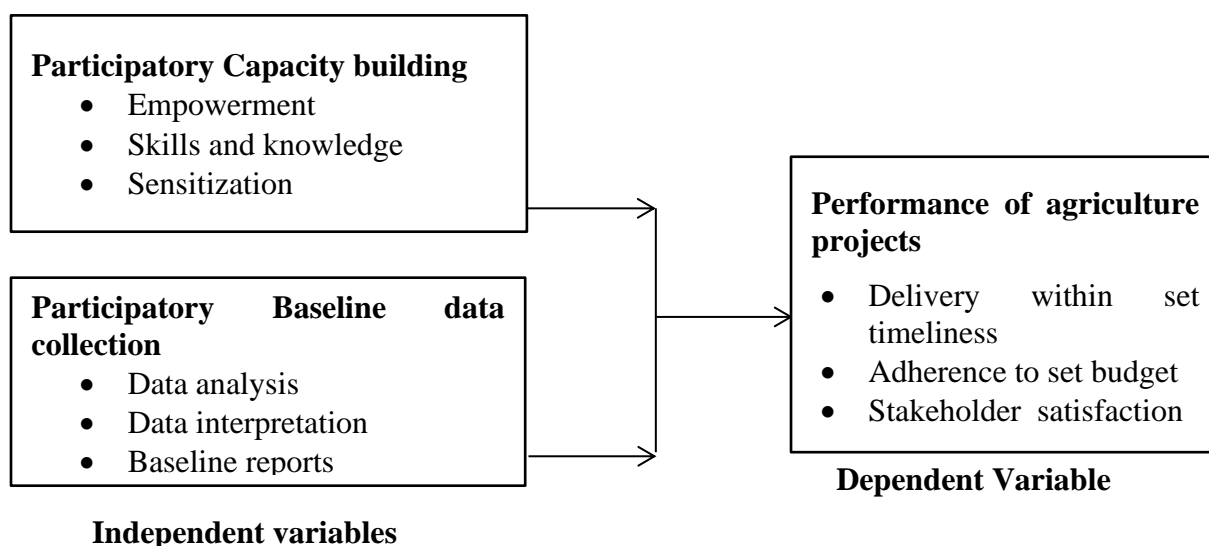 Participatory Capacity building
• Empowerment
• Skills and knowledge
• Sensitization
Participatory Baseline data
collection
• Data analysis
• Data interpretation
• Baseline reports
Independent variables
Performance of agriculture
projects
• Delivery within set
timeliness
• Adherence to set budget
• Stakeholder satisfaction
Dependent Variable